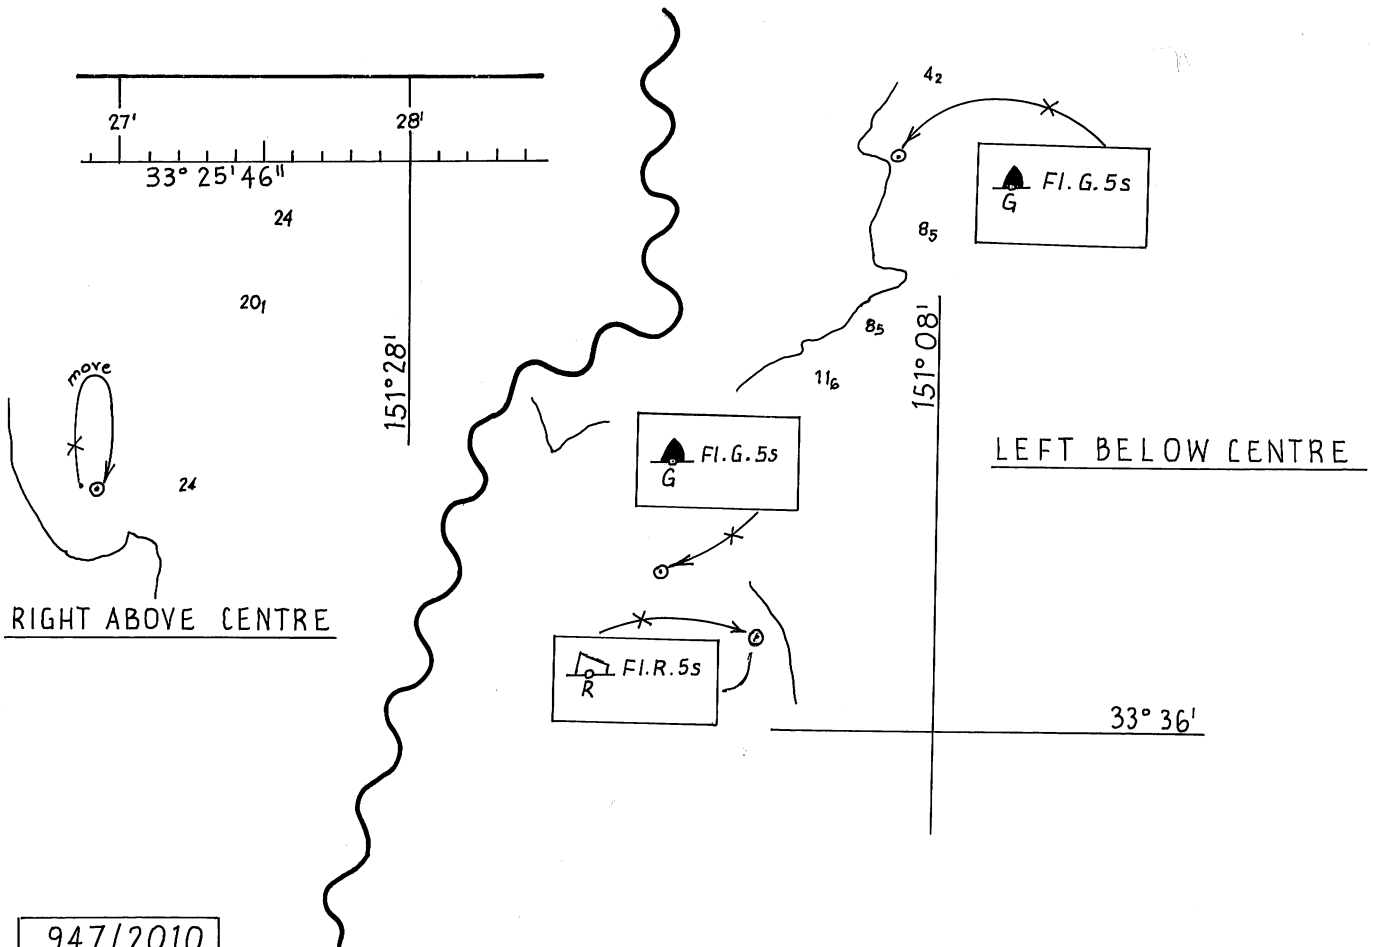 27'
28'
33° 25' 46"
24
20₁
151° 28'
move
24
RIGHT ABOVE CENTRE
4₂
Fl.G.5s
G
8₅
8₅
11₆
151° 08'
LEFT BELOW CENTRE
Fl.G.5s
G
Fl.R.5s
R
33° 36'
947/2010